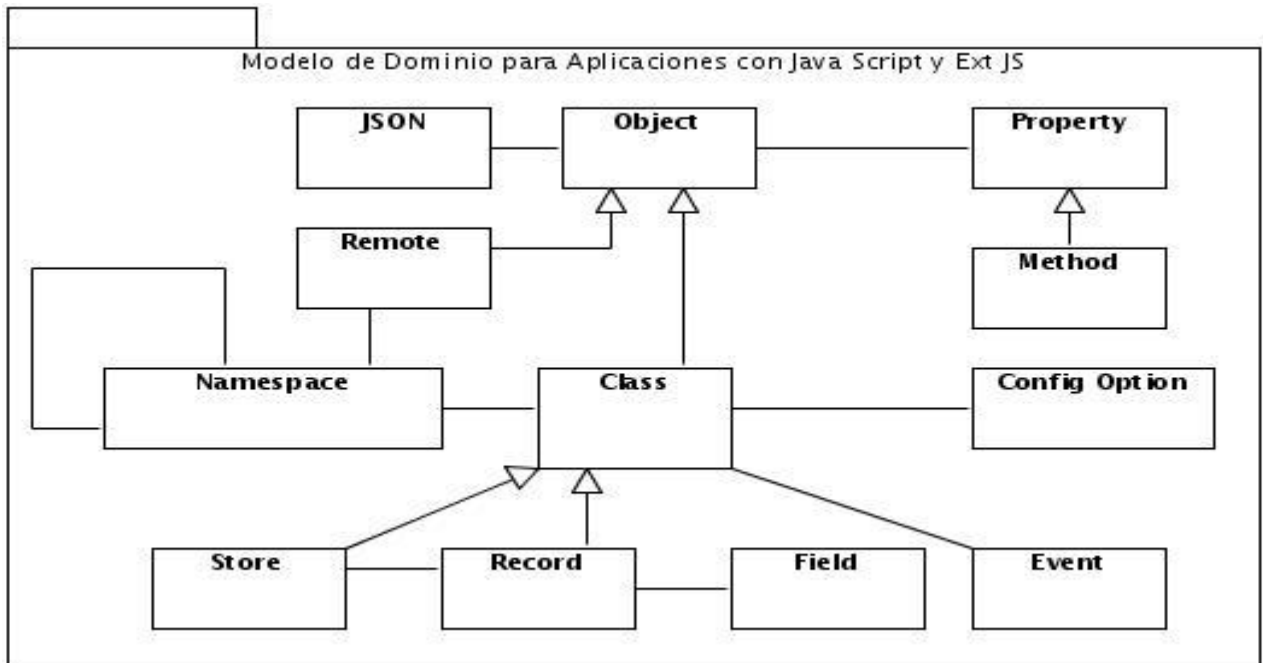 Modelo de Dominio para Aplicaciones con Java Script y Ext JS
JSON
Object
Property
Remote
Method
Namespace
Class
Config Option
Store
Record
Field
Event